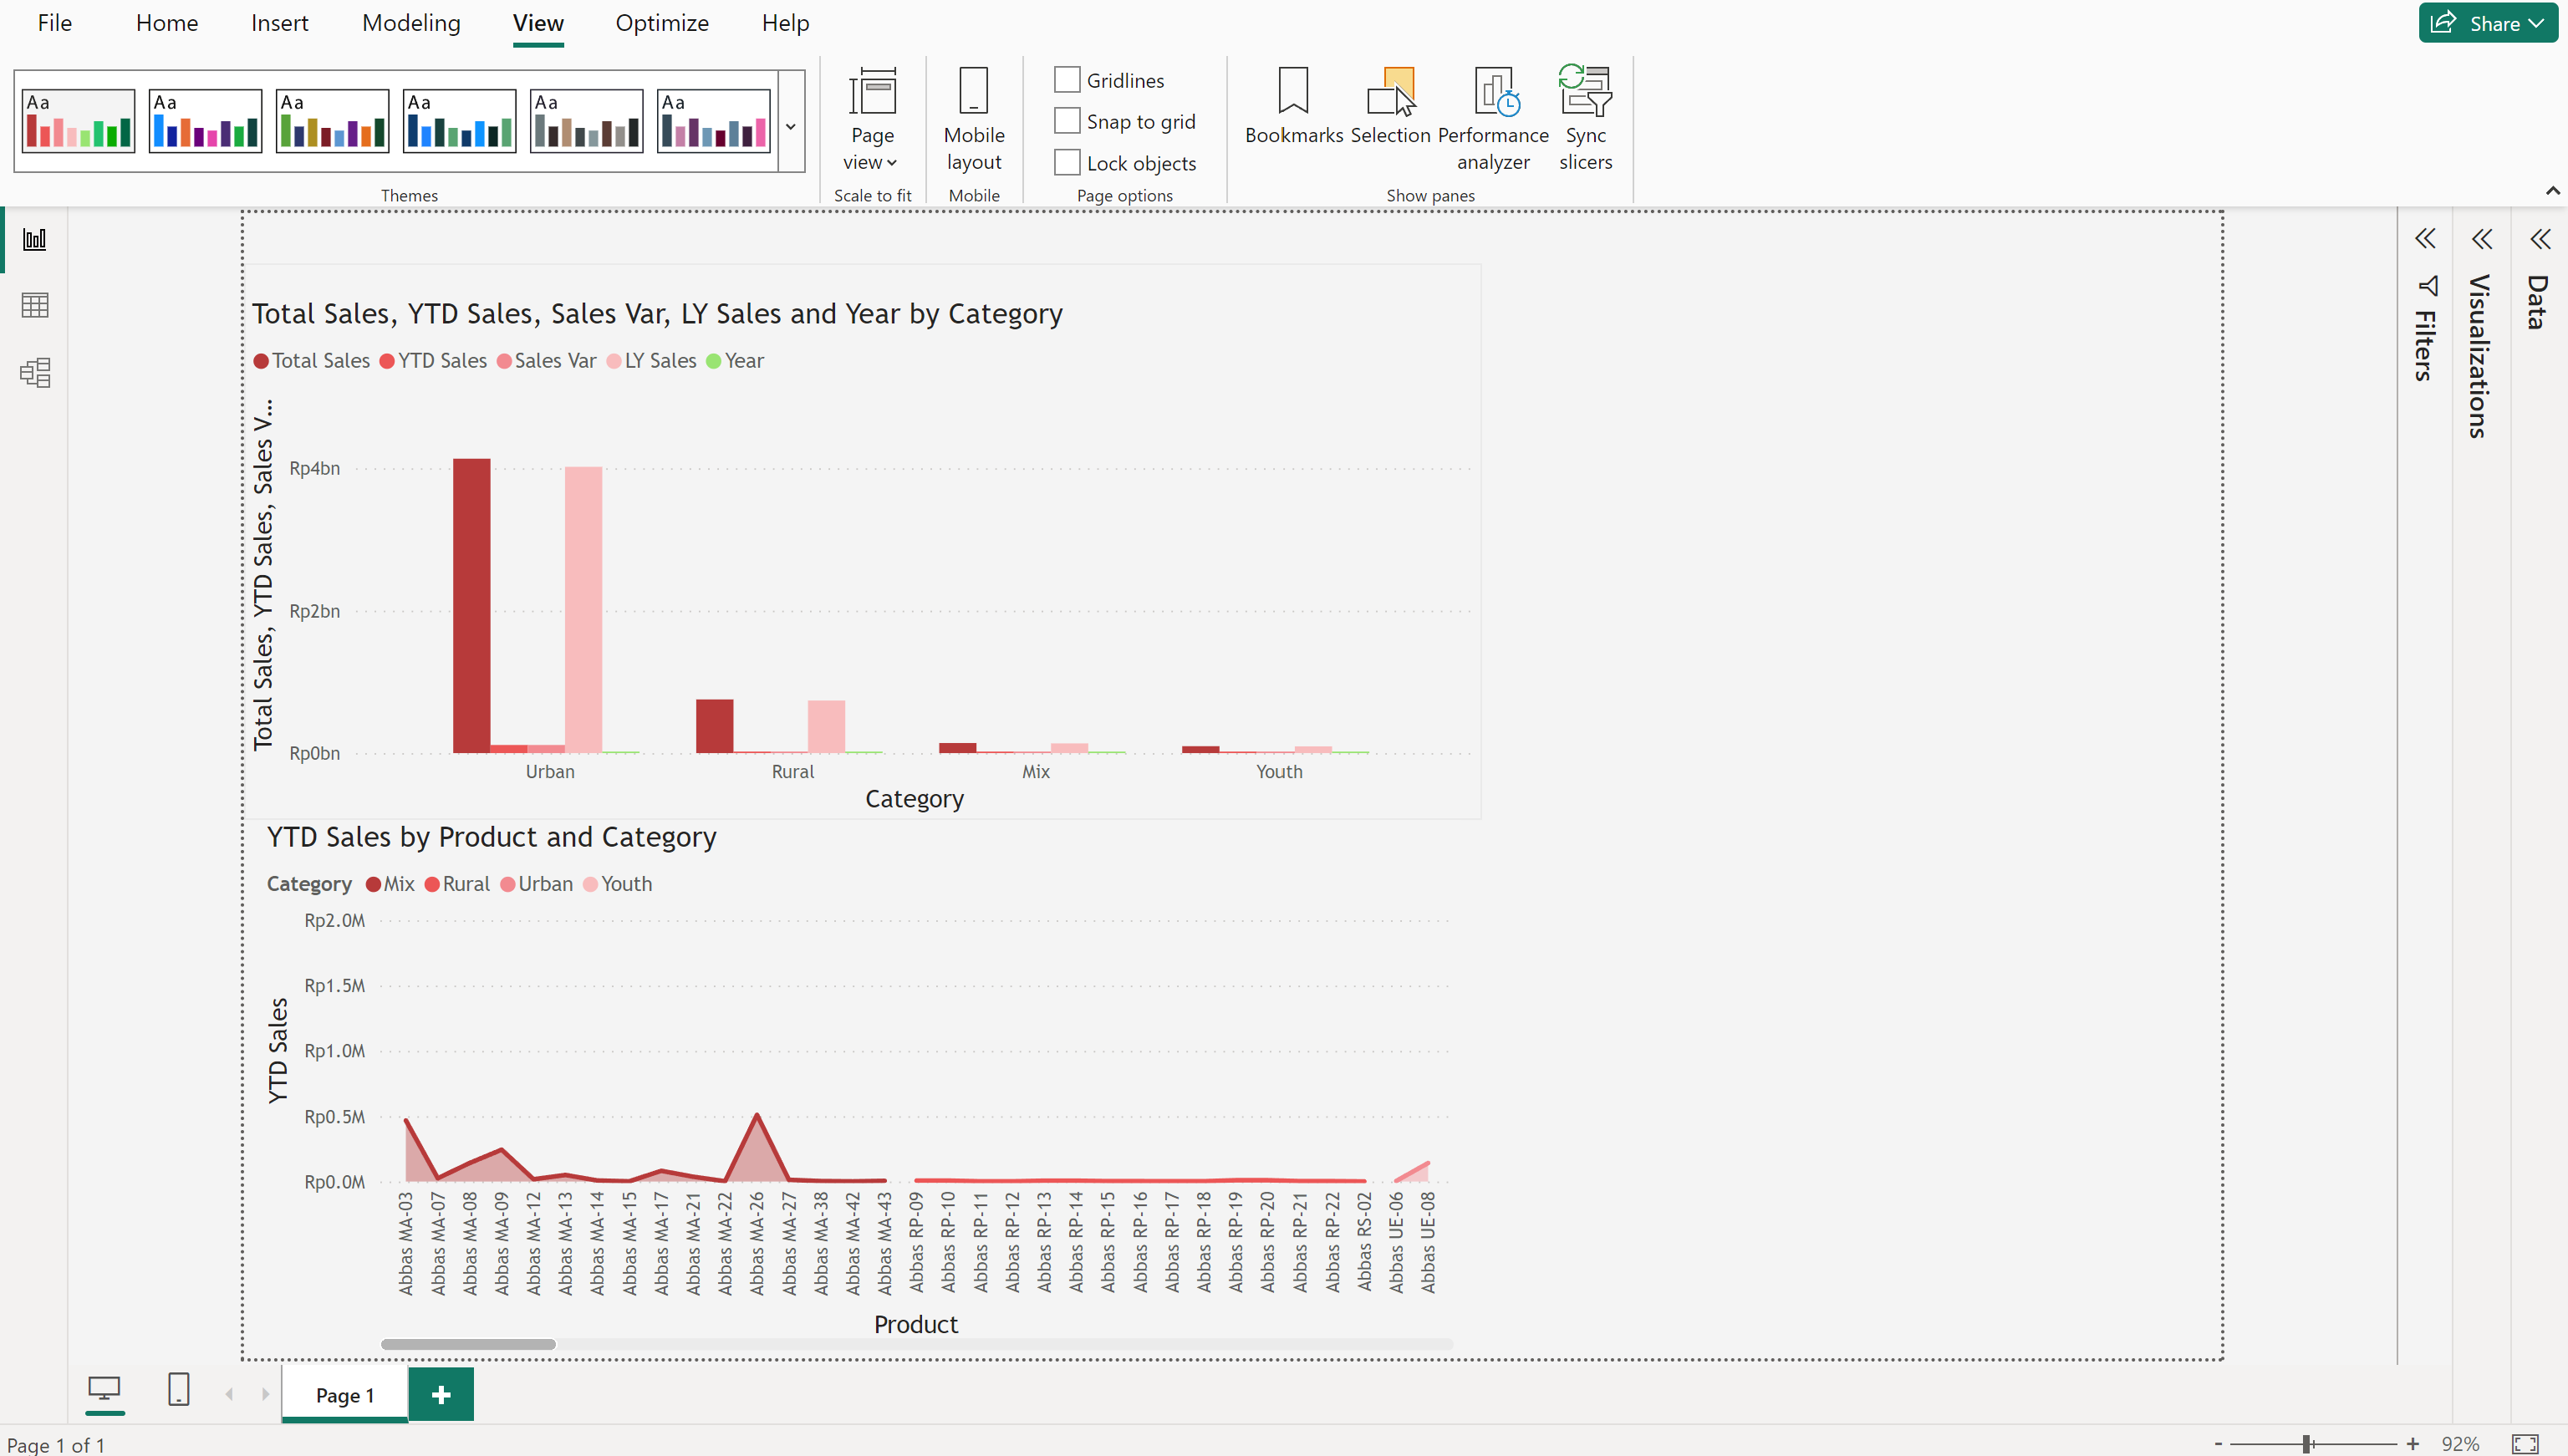 File Home Insert Modeling View Optimize Help
Share
Aa Aa Aa Aa Aa Aa
Page view
Mobile layout
Gridlines
Snap to grid
Lock objects
Bookmarks
Selection
Performance analyzer
Sync slicers
Themes
Scale to fit
Mobile
Page options
Show panes
Filters
Visualizations
Data
Total Sales, YTD Sales, Sales Var, LY Sales and Year by Category
Total Sales YTD Sales Sales Var LY Sales Year
Total Sales, YTD Sales, Sales V...
Rp4bn
Rp2bn
Rp0bn
Urban Rural Mix Youth
Category
YTD Sales by Product and Category
Category Mix Rural Urban Youth
YTD Sales
Rp2.0M
Rp1.5M
Rp1.0M
Rp0.5M
Rp0.0M
Abbas MA-03
Abbas MA-07
Abbas MA-08
Abbas MA-09
Abbas MA-12
Abbas MA-13
Abbas MA-14
Abbas MA-15
Abbas MA-17
Abbas MA-21
Abbas MA-22
Abbas MA-26
Abbas MA-27
Abbas MA-38
Abbas MA-42
Abbas MA-43
Abbas RP-09
Abbas RP-10
Abbas RP-11
Abbas RP-12
Abbas RP-13
Abbas RP-14
Abbas RP-15
Abbas RP-16
Abbas RP-17
Abbas RP-18
Abbas RP-19
Abbas RP-20
Abbas RP-21
Abbas RP-22
Abbas RS-02
Abbas UE-06
Abbas UE-08
Product
Page 1
Page 1 of 1
- + 92%